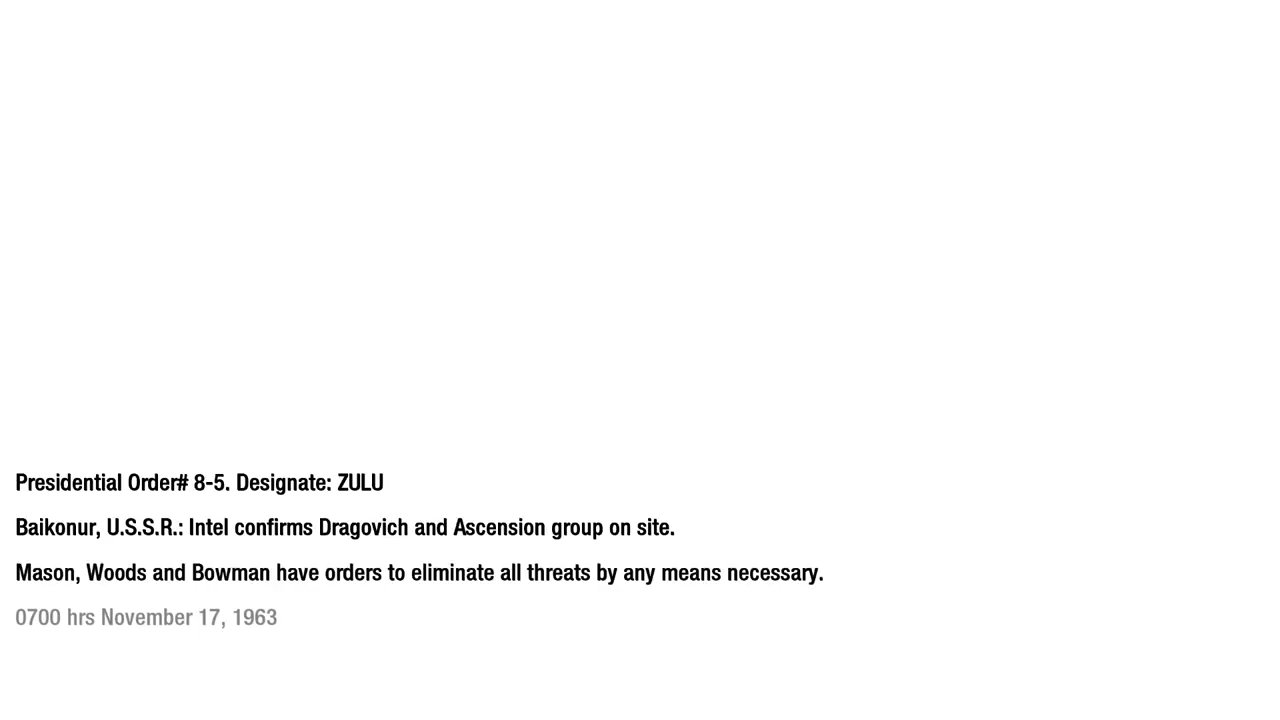 Presidential Order# 8-5. Designate: ZULU
Baikonur, U.S.S.R.: Intel confirms Dragovich and Ascension group on site.
Mason, Woods and Bowman have orders to eliminate all threats by any means necessary.
0700 hrs November 17, 1963